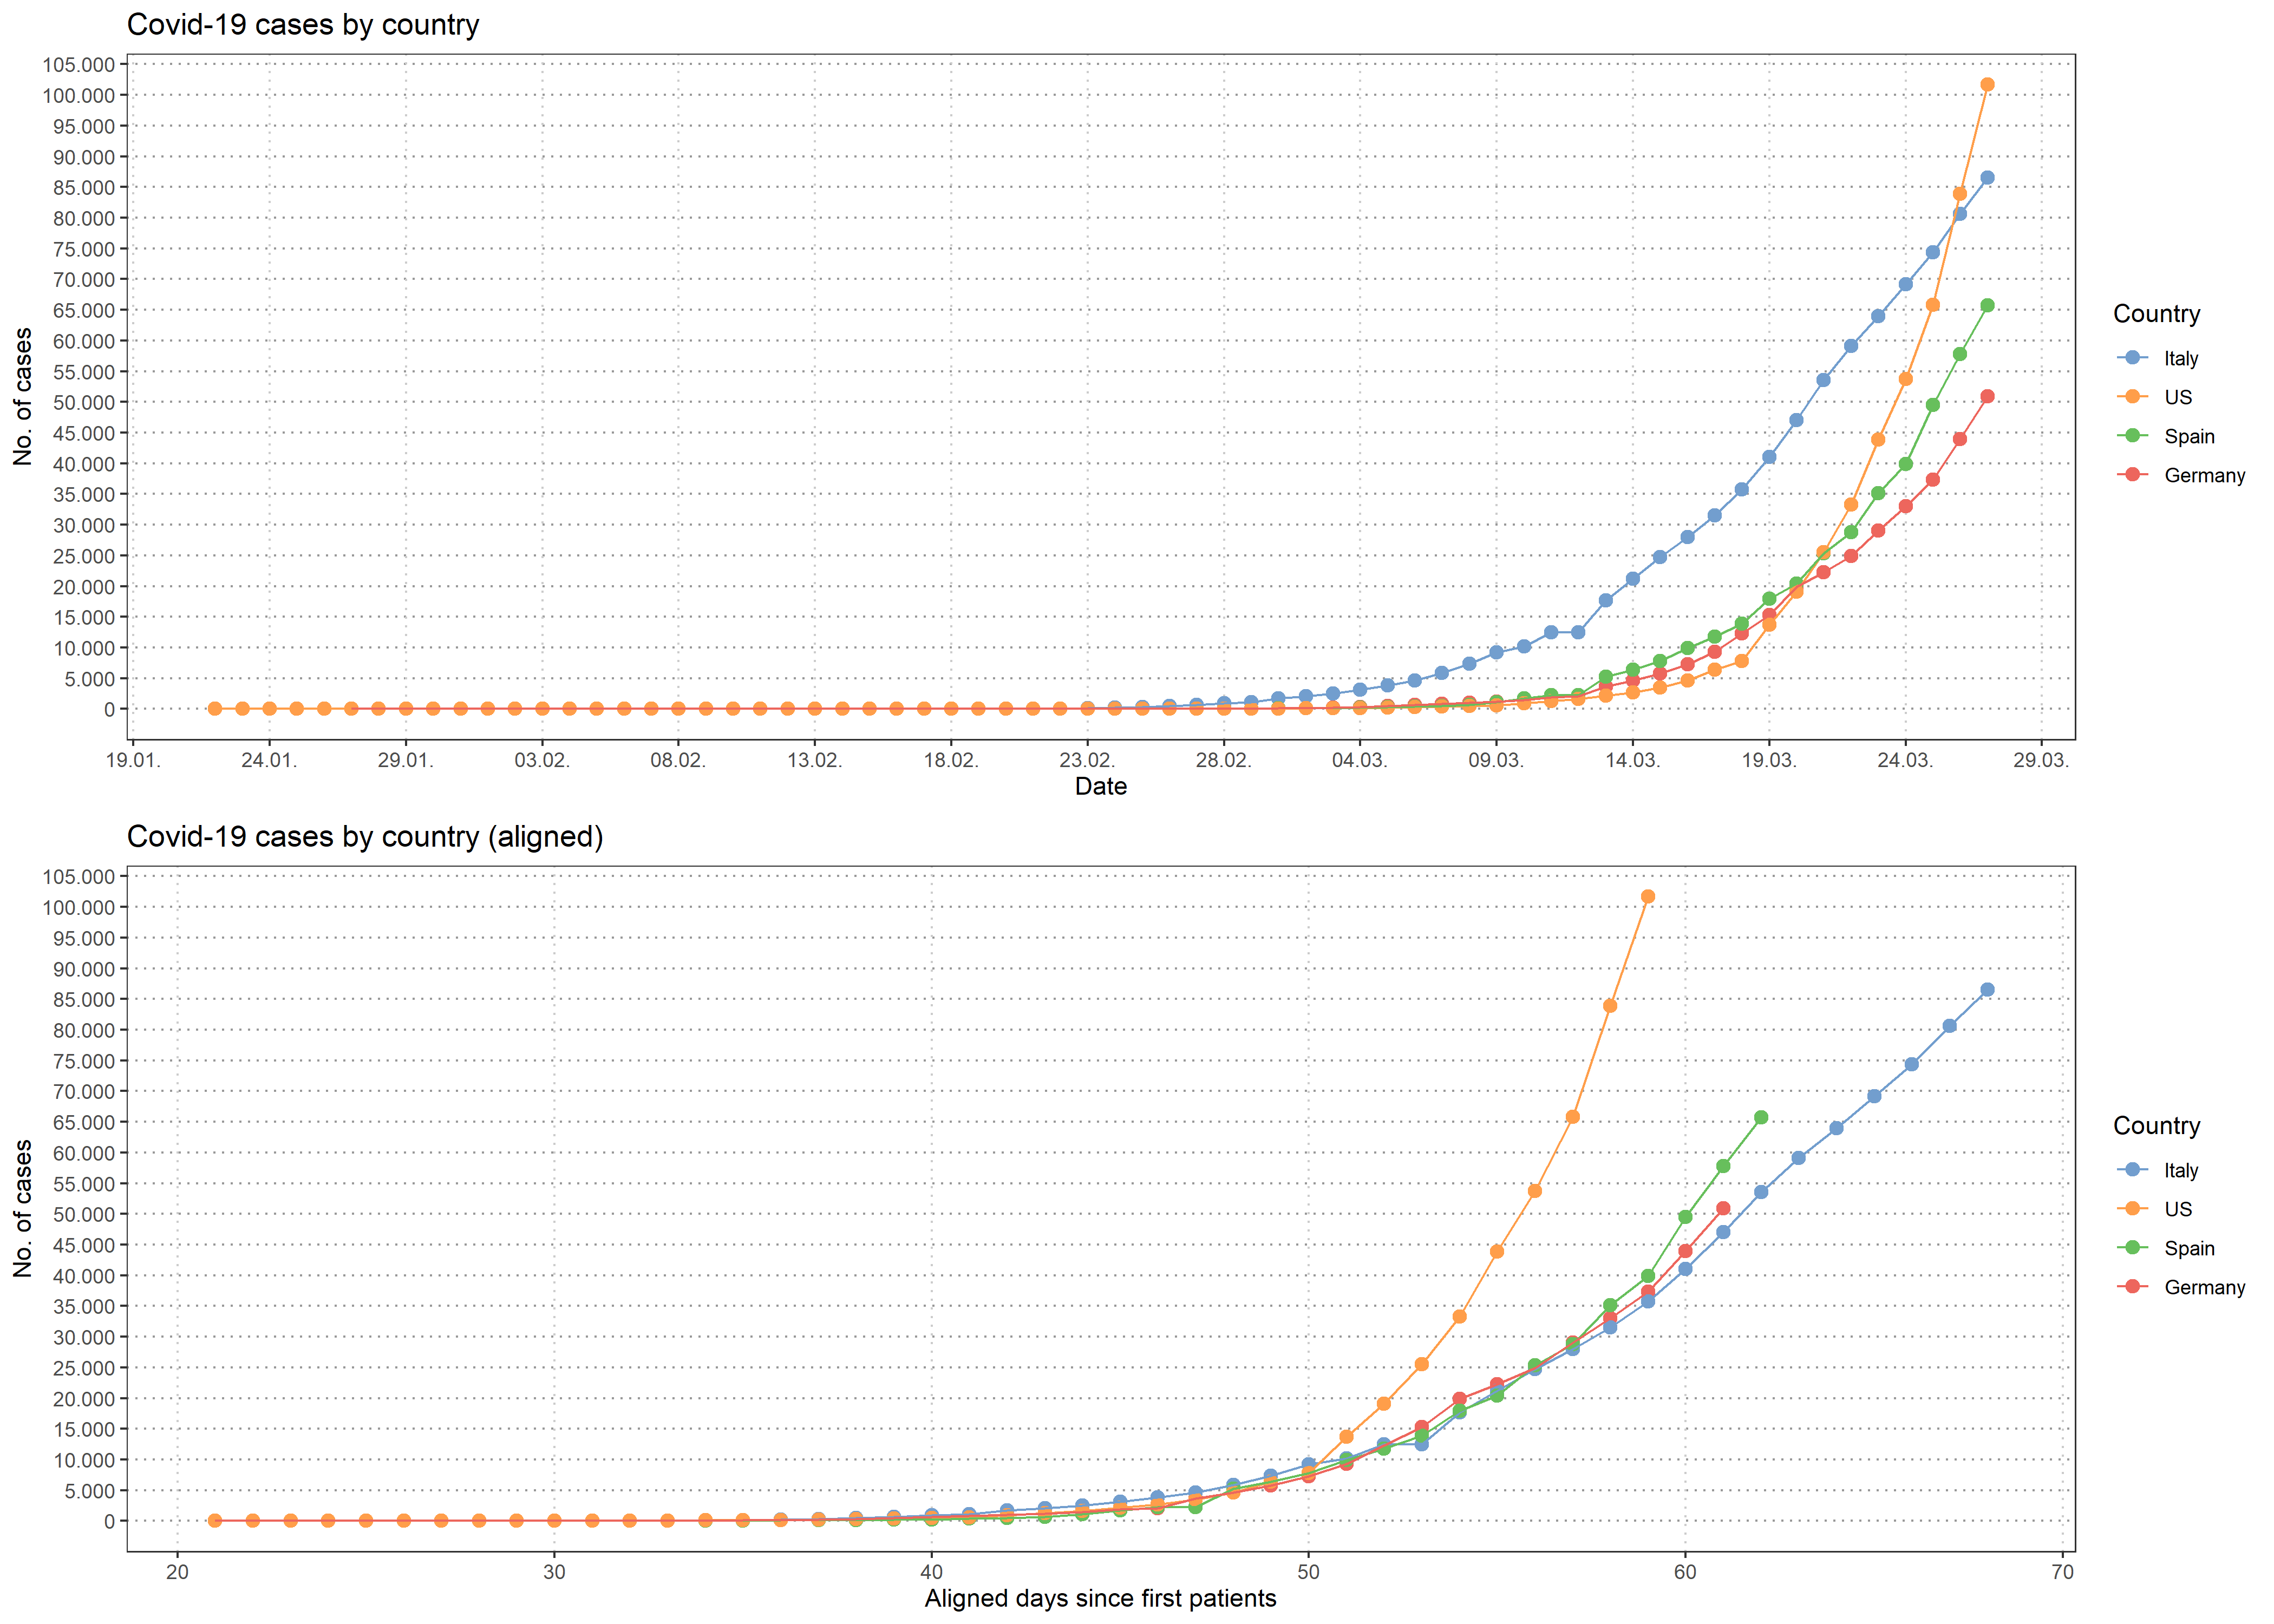 Covid-19 cases by country
105.000
100.000
95.000
90.000
85.000
80.000
75.000
70.000
65.000
60.000
55.000
50.000
45.000
40.000
35.000
30.000
25.000
20.000
15.000
10.000
5.000
0
No. of cases
19.01. 24.01. 29.01. 03.02. 08.02. 13.02. 18.02. 23.02. 28.02. 04.03. 09.03. 14.03. 19.03. 24.03. 29.03.
Date
Country
Italy
US
Spain
Germany
Covid-19 cases by country (aligned)
105.000
100.000
95.000
90.000
85.000
80.000
75.000
70.000
65.000
60.000
55.000
50.000
45.000
40.000
35.000
30.000
25.000
20.000
15.000
10.000
5.000
0
No. of cases
20 30 40 50 60 70
Aligned days since first patients
Country
Italy
US
Spain
Germany